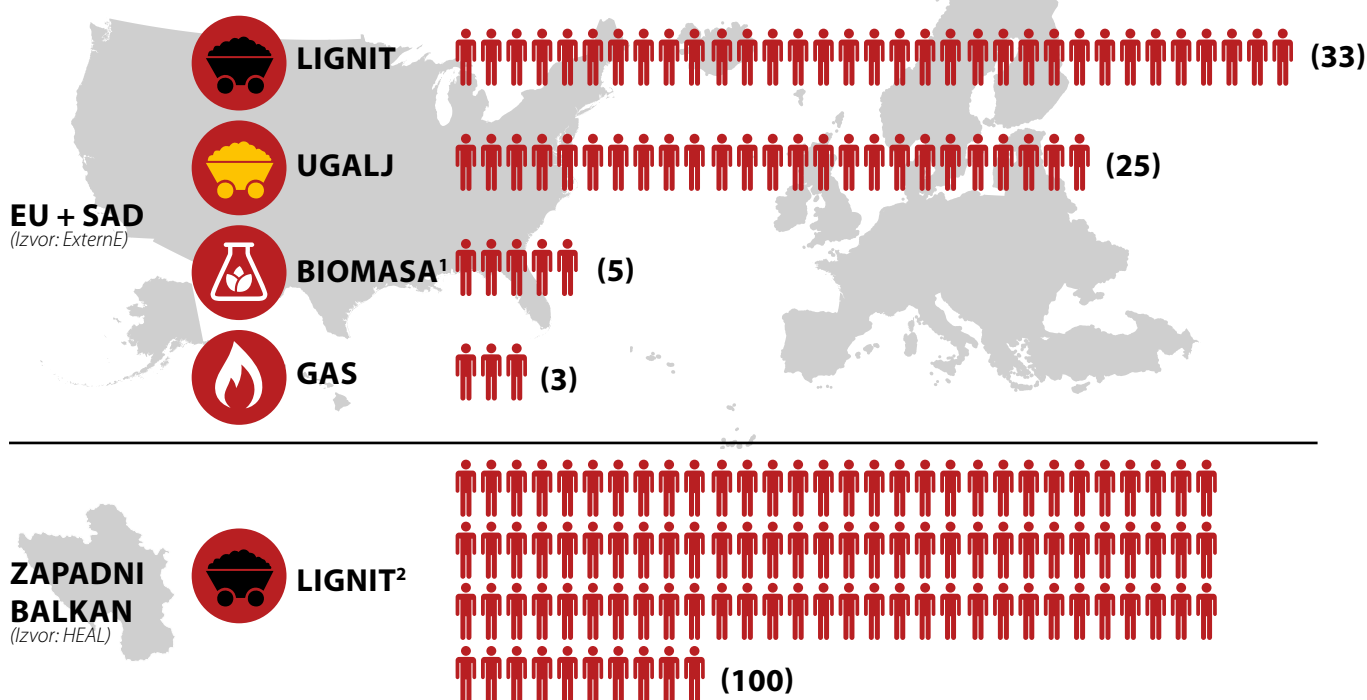 LIGNIT (33)
UGALJ (25)
EU + SAD
(Izvor: ExternE)
BIOMASA¹ (5)
GAS (3)
ZAPADNI
BALKAN
(Izvor: HEAL)
LIGNIT²
(100)